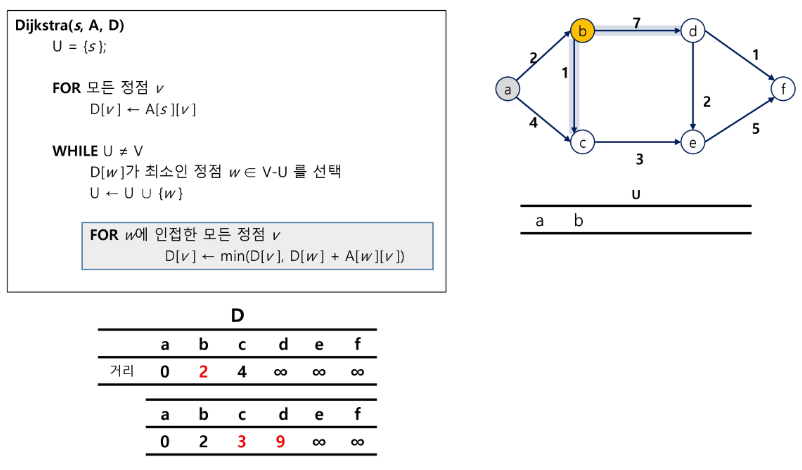 Dijkstra(s, A, D)
U = {s};
FOR 모든 정점 v
D[v] ← A[s][v]
WHILE U ≠ V
D[w]가 최소인 정점 w ∈ V-U 를 선택
U ← U ∪ {w}
FOR w에 인접한 모든 정점 v
D[v] ← min(D[v], D[w] + A[w][v])
b 7 d
2 1
1
a 2 f
4 5
c 3 e
U
a b
D
a b c d e f
거리 0 2 4 ∞ ∞ ∞
a b c d e f
0 2 3 9 ∞ ∞